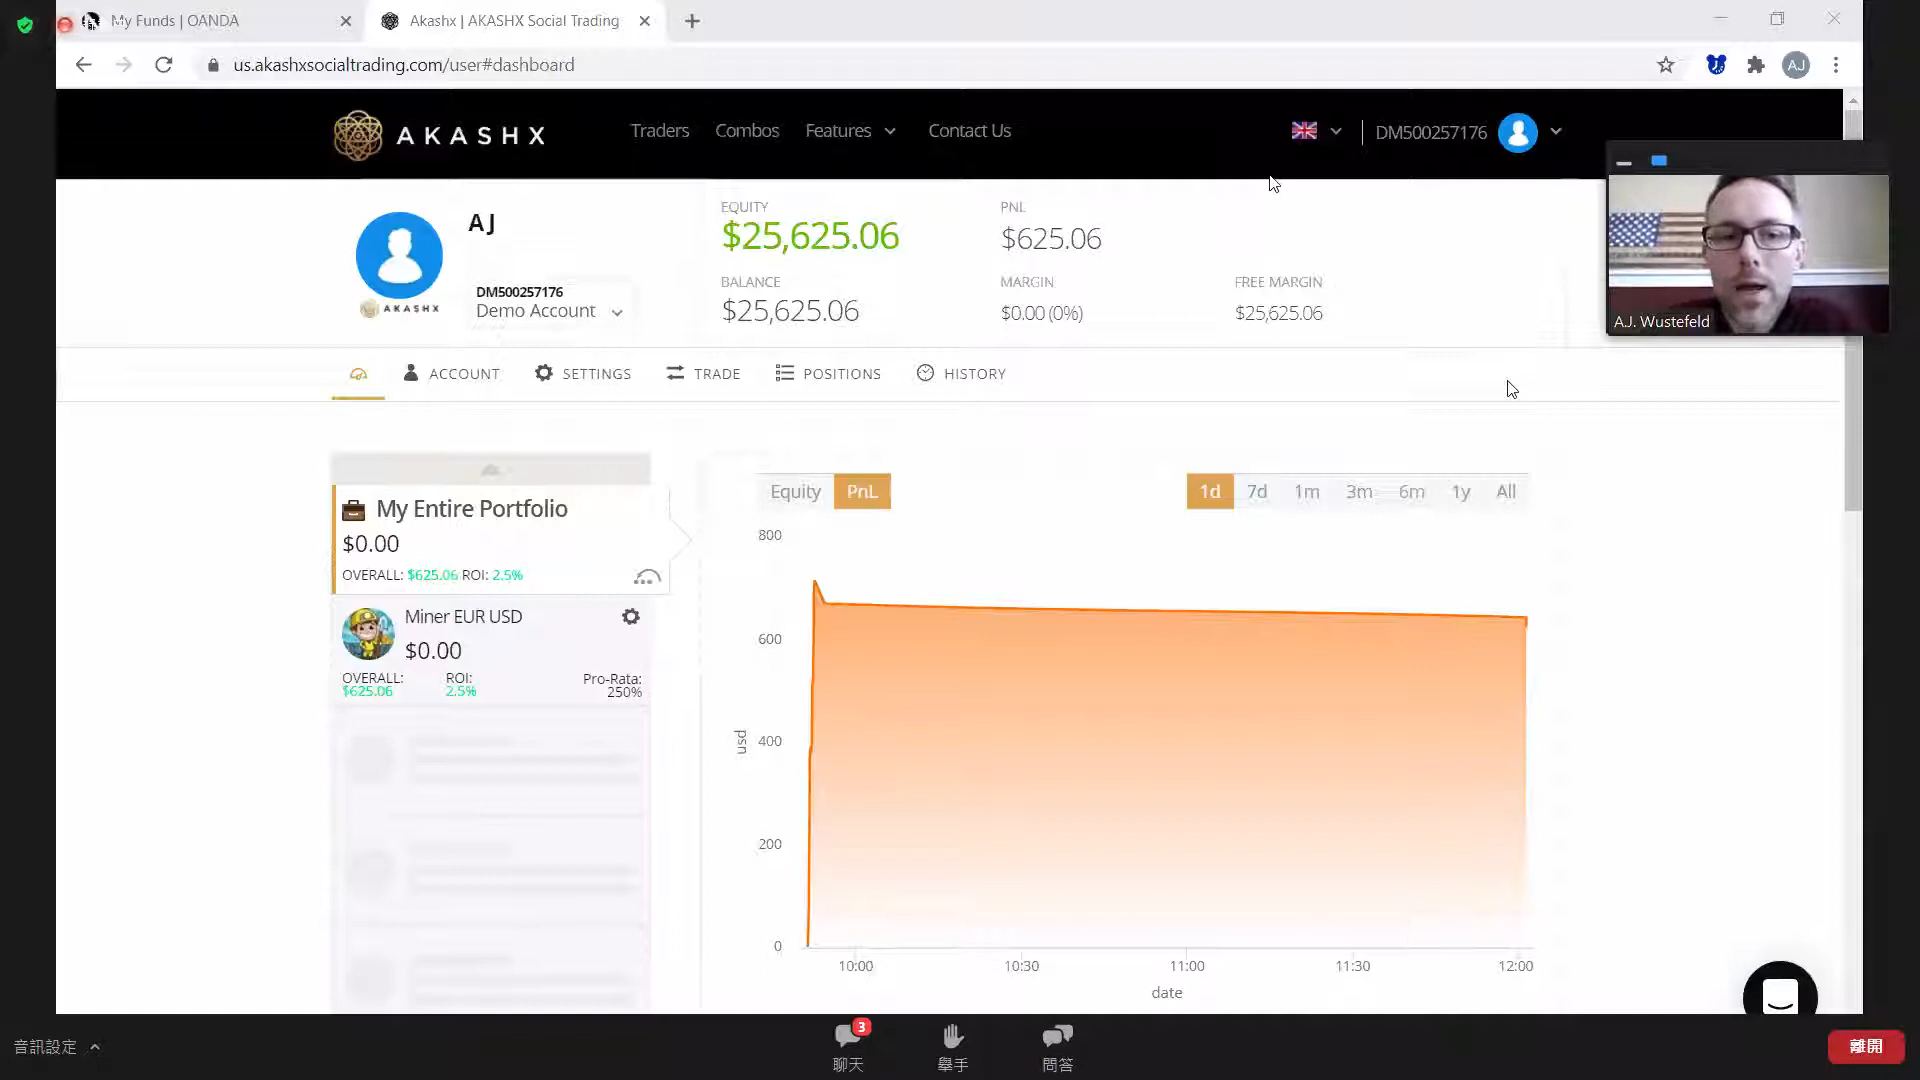 My Funds | OANDA
Akashx | AKASHX Social Trading
us.akashxsocialtrading.com/user#dashboard
AJ
AKASHX
Traders
Combos
Features
Contact Us
DM500257176
AJ
AKASHX
DM500257176
Demo Account
EQUITY
$25,625.06
PNL
$625.06
BALANCE
$25,625.06
MARGIN
$0.00 (0%)
FREE MARGIN
$25,625.06
A.J. Wustefeld
ACCOUNT
SETTINGS
TRADE
POSITIONS
HISTORY
My Entire Portfolio
$0.00
OVERALL: $625.06 ROI: 2.5%
Miner EUR USD
$0.00
OVERALL:
$625.06
ROI:
2.5%
Pro-Rata:
250%
Equity
PnL
1d
7d
1m
3m
6m
1y
All
800
600
400
200
0
usd
10:00
10:30
11:00
11:30
12:00
date
音訊設定
3
聊天
舉手
問答
離開